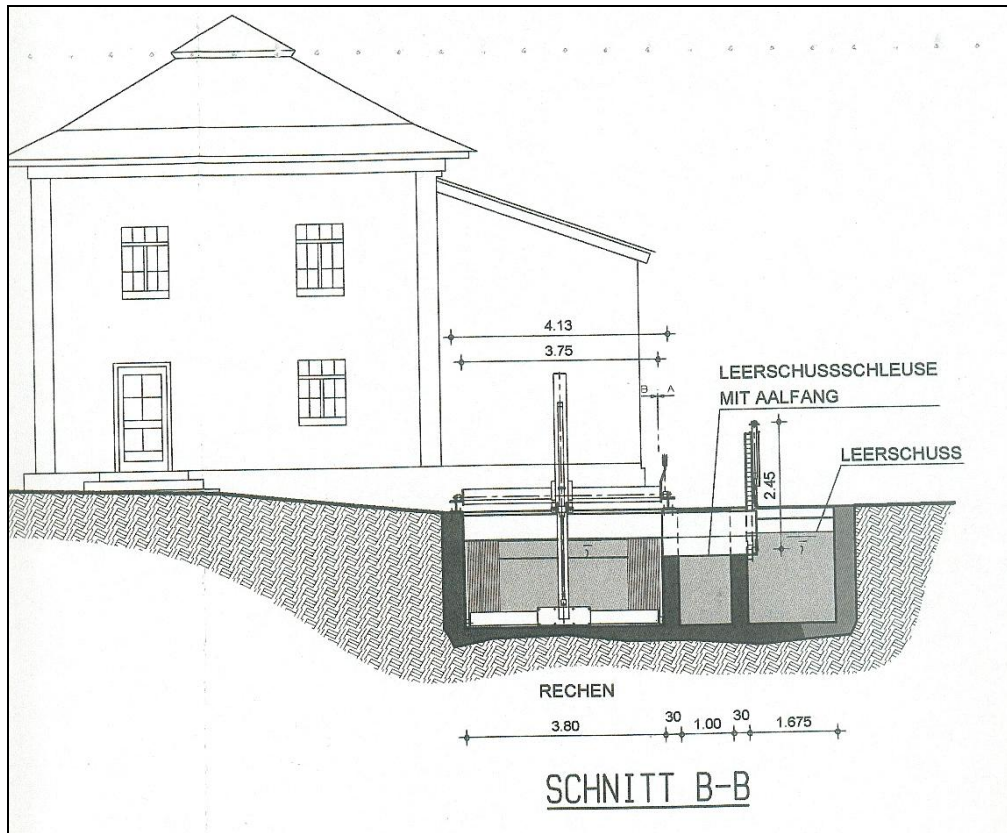 4.13
3.75
B A
LEERSCHUSSSCHLEUSE
MIT AALFANG
LEERSCHUSS
2.45
RECHEN
3.80 30 1.00 30 1.675
SCHNITT B-B